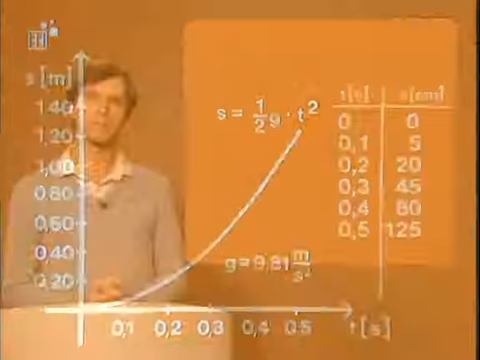 s [m]
1,40
1,20
1,00
0,80
0,60
0,40
0,20
0,1 0,2 0,3 0,4 0,5 t [s]
s = 1/2 g · t²
g = 9,81 m/s²
t[s] s[cm]
0 0
0,1 5
0,2 20
0,3 45
0,4 80
0,5 125